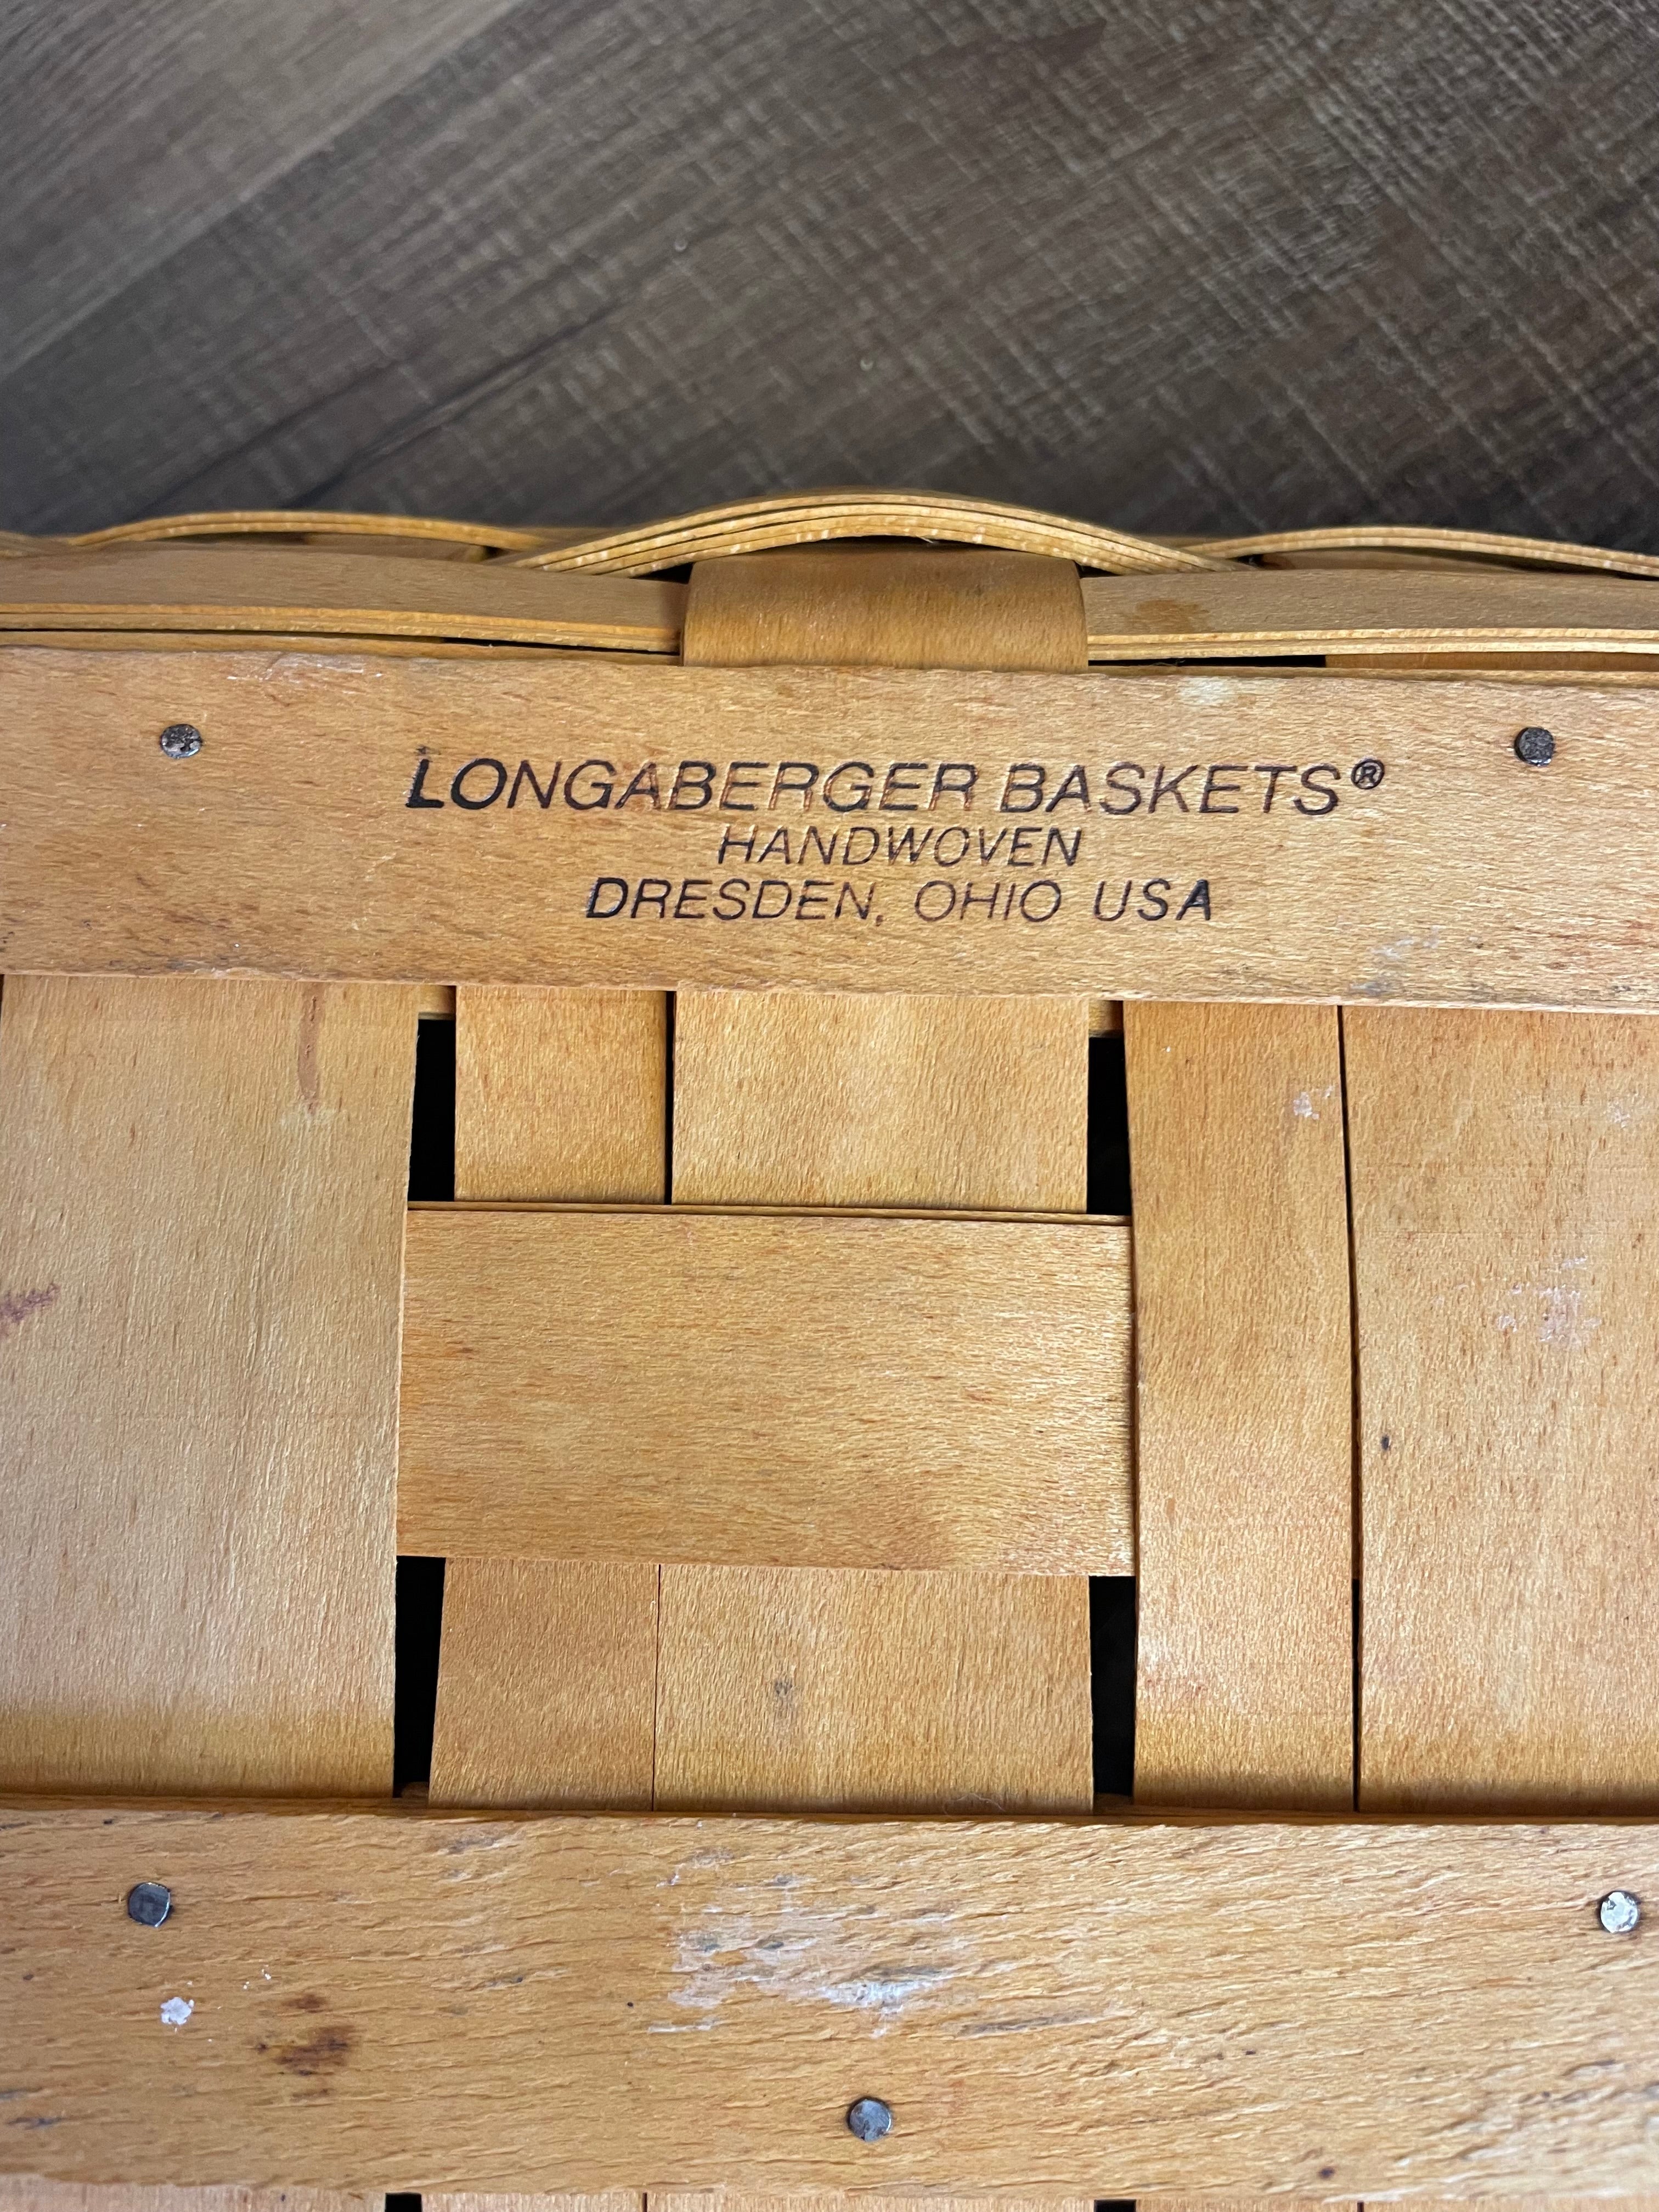 LONGABERGER BASKETS®
HANDWOVEN
DRESDEN, OHIO USA